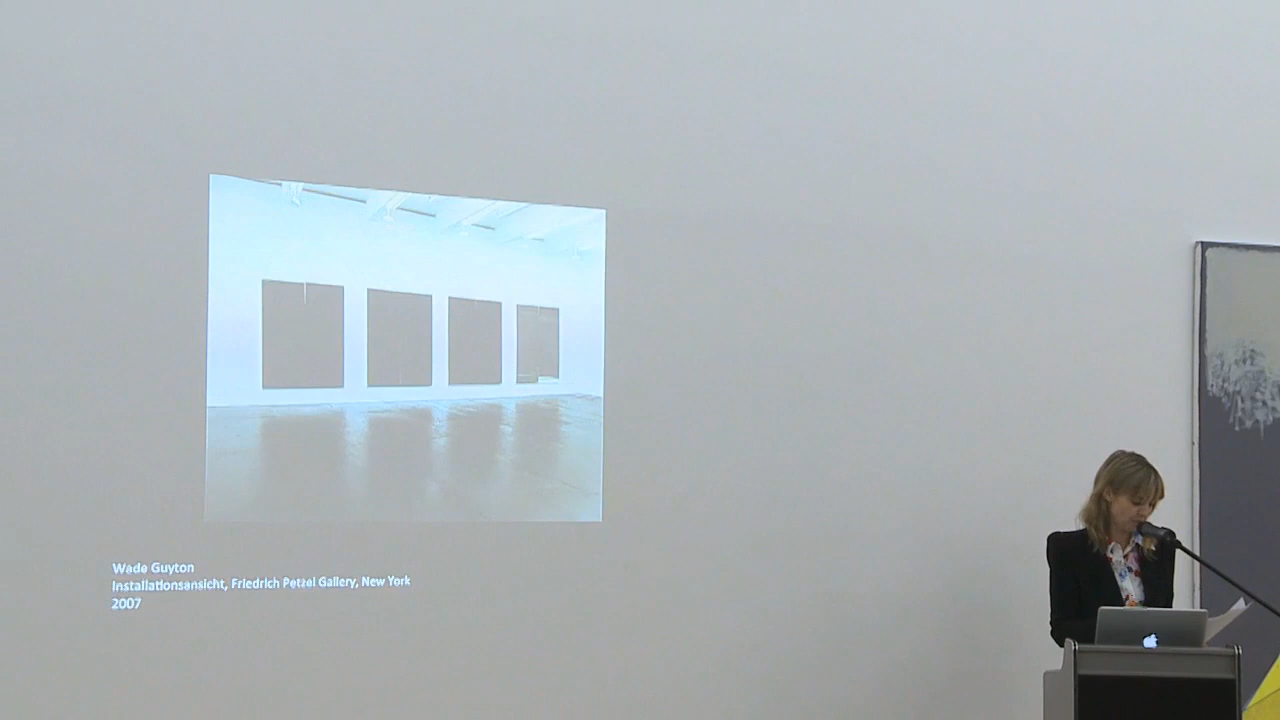 Wade Guyton
Installationsansicht, Friedrich Petzel Gallery, New York
2007